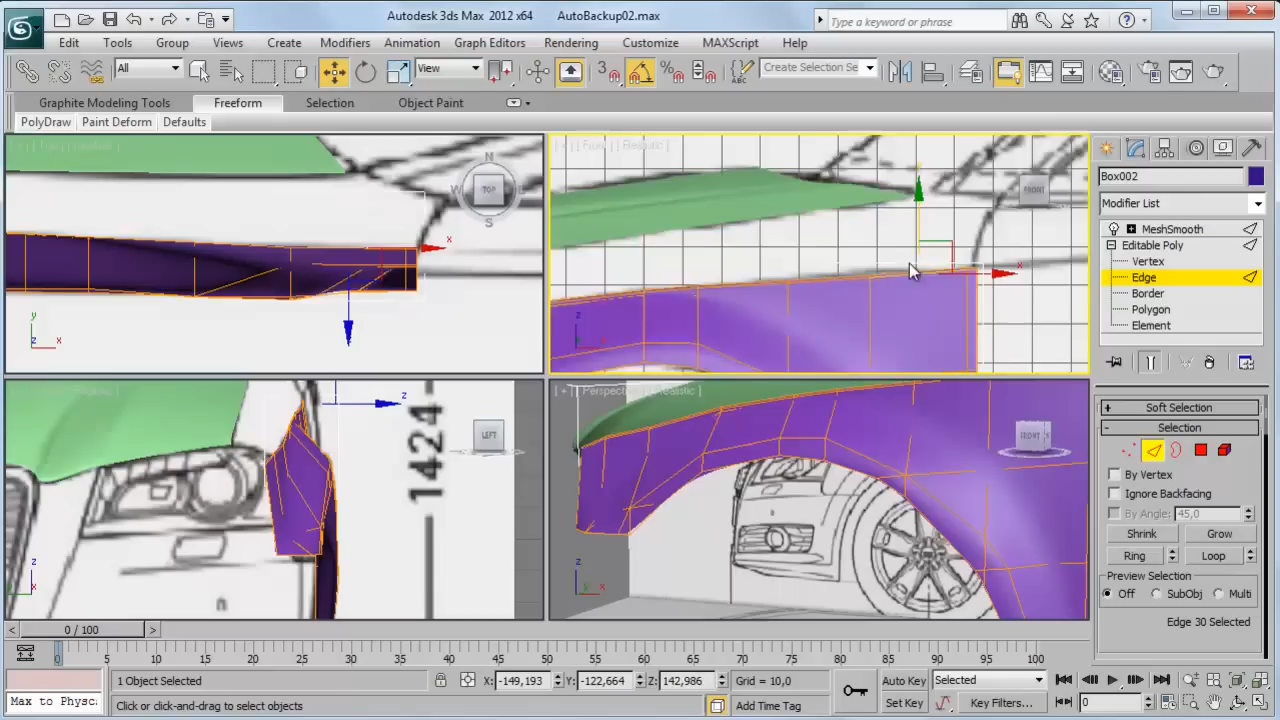 Autodesk 3ds Max 2012 x64 AutoBackup02.max
Type a keyword or phrase
Edit Tools Group Views Create Modifiers Animation Graph Editors Rendering Customize MAXScript Help
All View 3 Create Selection Se
Graphite Modeling Tools Freeform Selection Object Paint
PolyDraw Paint Deform Defaults
N
TOP
S
x
y
z x
FRONT
x
z
x
z
LEFT
1424
z
FRONT
z
x
Box002
Modifier List
MeshSmooth
Editable Poly
Vertex
Edge
Border
Polygon
Element
+ Soft Selection
- Selection
By Vertex
Ignore Backfacing
By Angle: 45,0
Shrink Grow
Ring Loop
Preview Selection
Off SubObj Multi
Edge 30 Selected
< 0 / 100 >
0 5 10 15 20 25 30 35 40 45 50 55 60 65 70 75 80 85 90 95 100
1 Object Selected X: -149,193 Y: -122,664 Z: 142,986 Grid = 10,0 Auto Key Selected
Max to Physc Click or click-and-drag to select objects Add Time Tag Set Key Key Filters... 0